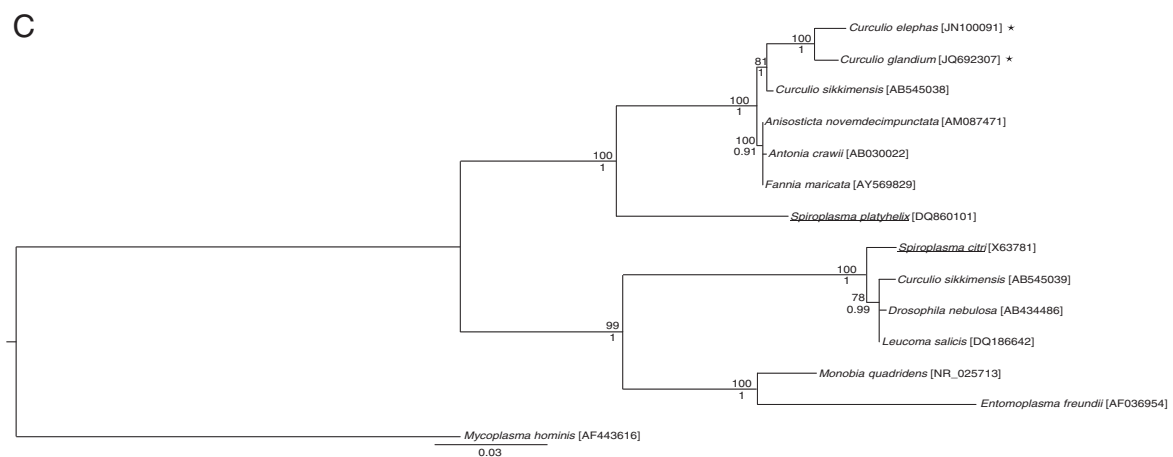 C
Curculio elephas [JN100091] ★
100
1
Curculio glandium [JQ692307] ★
81
1
Curculio sikkimensis [AB545038]
100
1
Anisosticta novemdecimpunctata [AM087471]
100
0.91
Antonia crawii [AB030022]
100
1
Fannia maricata [AY569829]
Spiroplasma platyhelix [DQ860101]
Spiroplasma citri [X63781]
100
1
Curculio sikkimensis [AB545039]
78
0.99
Drosophila nebulosa [AB434486]
99
1
Leucoma salicis [DQ186642]
Monobia quadridens [NR_025713]
100
1
Entomoplasma freundii [AF036954]
Mycoplasma hominis [AF443616]
0.03